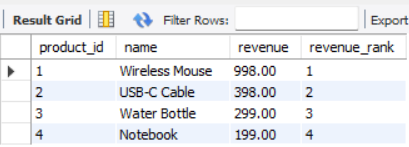 Result Grid Filter Rows: Export
product_id name revenue revenue_rank
1 Wireless Mouse 998.00 1
2 USB-C Cable 398.00 2
3 Water Bottle 299.00 3
4 Notebook 199.00 4